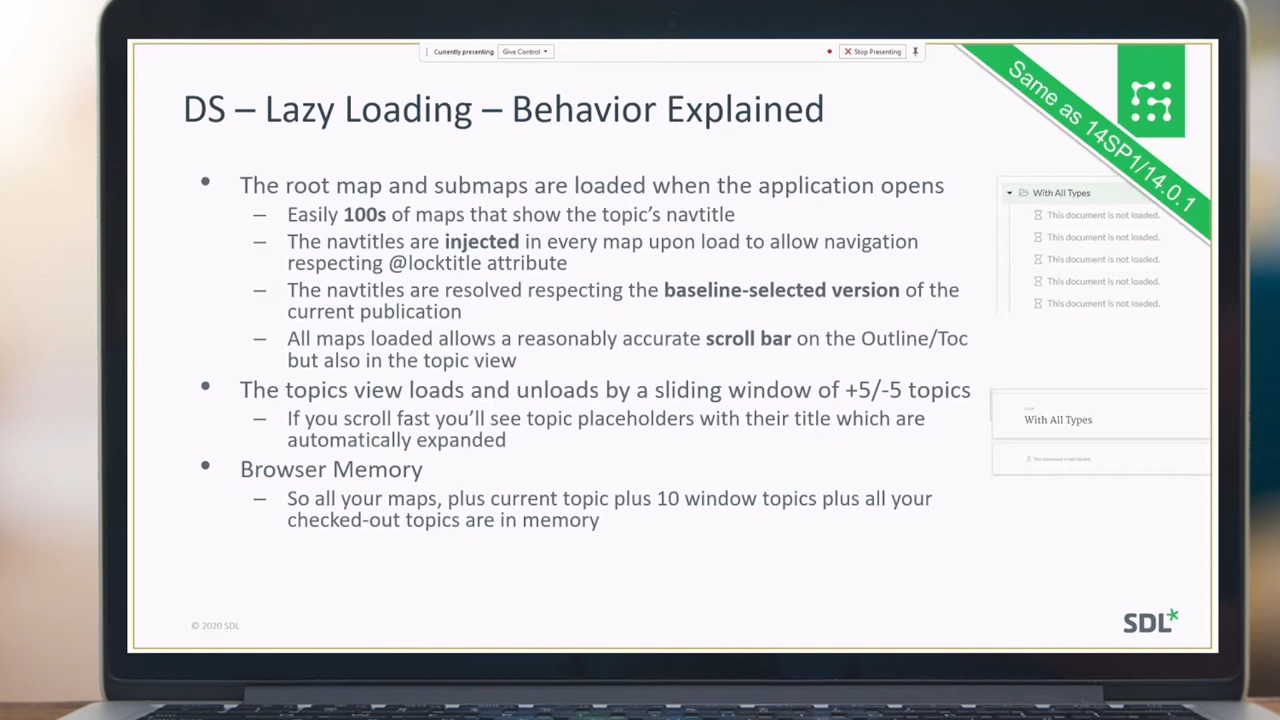 Currently presenting Give Control Stop Presenting
DS – Lazy Loading – Behavior Explained
Same as 14SP1/14.0.1
• The root map and submaps are loaded when the application opens
– Easily 100s of maps that show the topic's navtitle
– The navtitles are injected in every map upon load to allow navigation
respecting @locktitle attribute
– The navtitles are resolved respecting the baseline-selected version of the
current publication
– All maps loaded allows a reasonably accurate scroll bar on the Outline/Toc
but also in the topic view
• The topics view loads and unloads by a sliding window of +5/-5 topics
– If you scroll fast you'll see topic placeholders with their title which are
automatically expanded
• Browser Memory
– So all your maps, plus current topic plus 10 window topics plus all your
checked-out topics are in memory
With All Types
This document is not loaded.
This document is not loaded.
This document is not loaded.
This document is not loaded.
This document is not loaded.
With All Types
This document is not loaded.
© 2020 SDL
SDL*